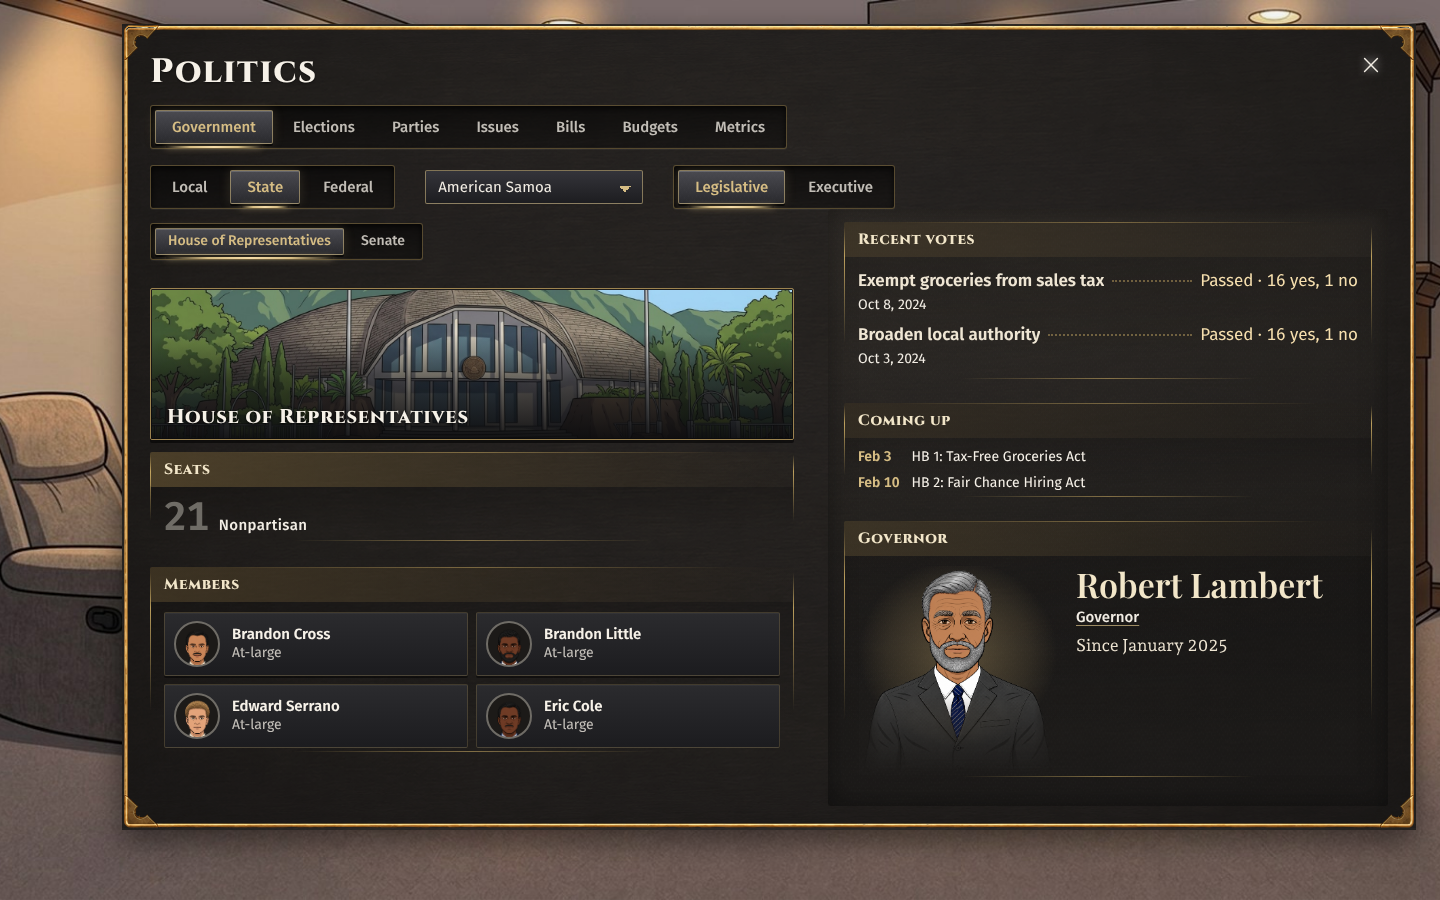 Politics
Government Elections Parties Issues Bills Budgets Metrics
Local State Federal American Samoa Legislative Executive
House of Representatives Senate
House of Representatives
Seats
21 Nonpartisan
Members
Brandon Cross
At-large
Brandon Little
At-large
Edward Serrano
At-large
Eric Cole
At-large
Recent votes
Exempt groceries from sales tax Passed · 16 yes, 1 no
Oct 8, 2024
Broaden local authority Passed · 16 yes, 1 no
Oct 3, 2024
Coming up
Feb 3 HB 1: Tax-Free Groceries Act
Feb 10 HB 2: Fair Chance Hiring Act
Governor
Robert Lambert
Governor
Since January 2025